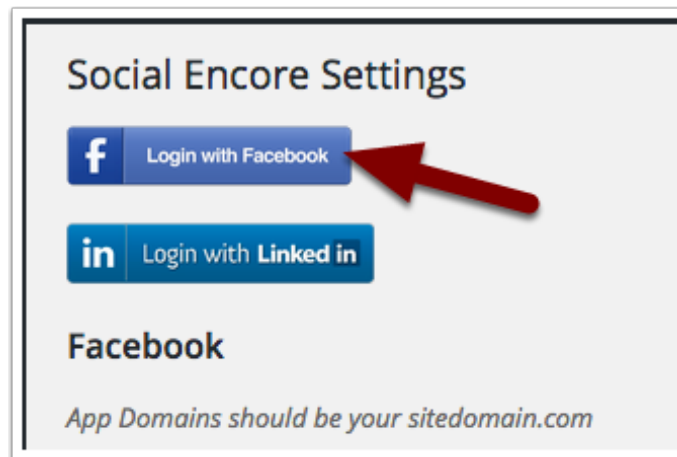 Social Encore Settings
f Login with Facebook
in Login with Linked in
Facebook
App Domains should be your sitedomain.com